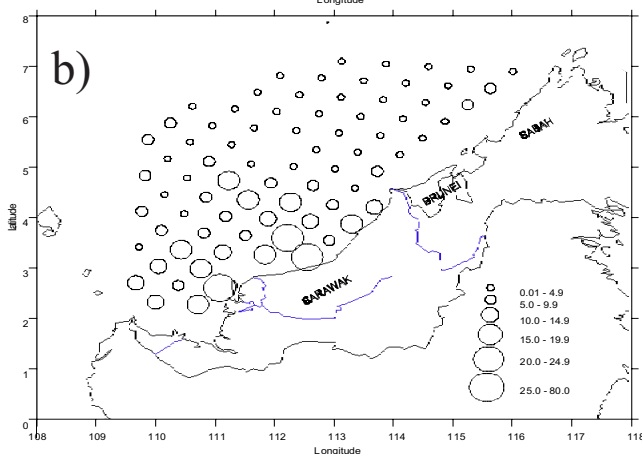 Longitude
8
b)
7
6
5
latitude
4
3
2
1
0
SABAH
BRUNEI
SARAWAK
0.01 - 4.9
5.0 - 9.9
10.0 - 14.9
15.0 - 19.9
20.0 - 24.9
25.0 - 80.0
108 109 110 111 112 113 114 115 116 117 118
Longitude